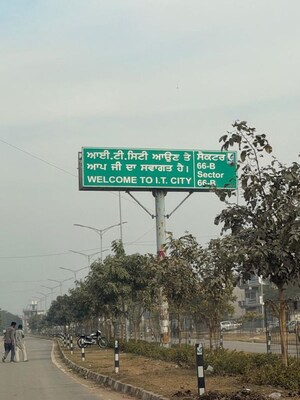 ਆਈ.ਟੀ.ਸਿਟੀ ਆਉਣ ਤੇ
ਆਪ ਜੀ ਦਾ ਸਵਾਗਤ ਹੈ।
WELCOME TO I.T. CITY
ਸੈਕਟਰ
66-B
Sector
66-B